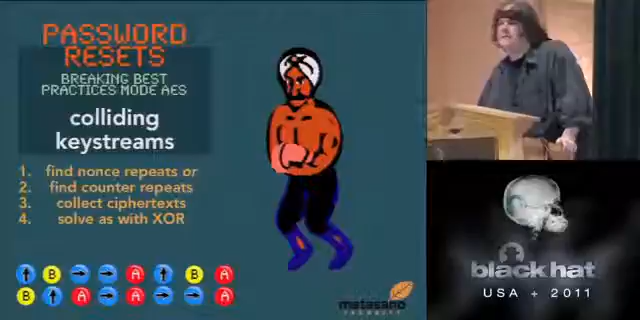 PASSWORD
RESETS
BREAKING BEST
PRACTICES MODE AES
colliding
keystreams
1. find nonce repeats or
2. find counter repeats
3. collect ciphertexts
4. solve as with XOR
B A B A
B A A A
matasano
SECURITY
black hat
USA + 2011